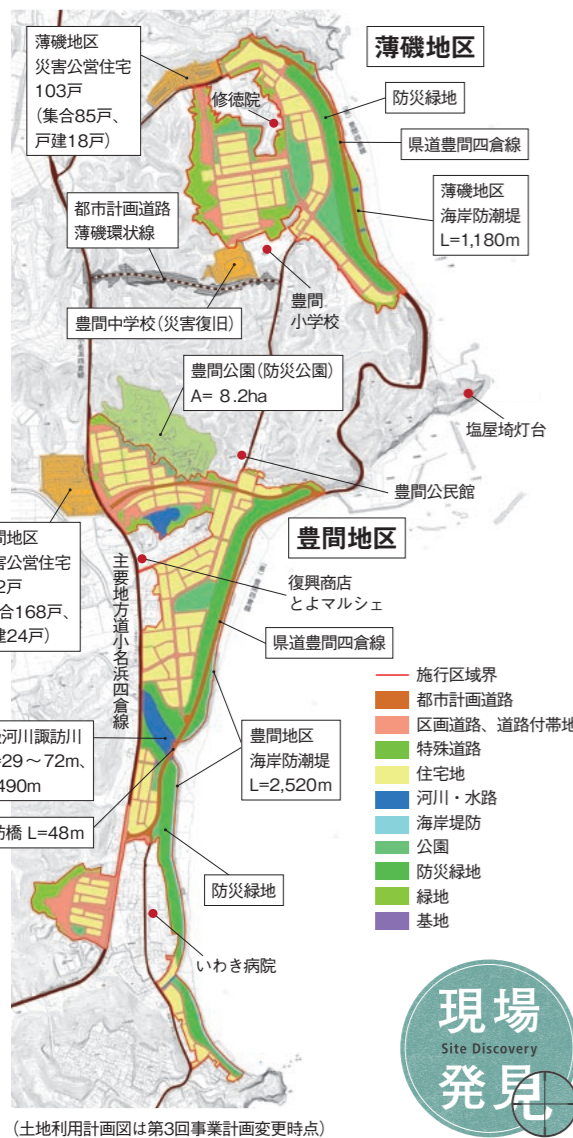 薄磯地区
災害公営住宅
103戸
(集合85戸、
戸建18戸)
薄磯地区
修徳院
防災緑地
県道豊間四倉線
薄磯地区
海岸防潮堤
L=1,180m
都市計画道路
薄磯環状線
豊間中学校(災害復旧)
豊間
小学校
豊間公園(防災公園)
A= 8.2ha
塩屋埼灯台
豊間公民館
豊間地区
間地区
害公営住宅
2戸
合168戸、
建24戸)
主要地方道小名浜四倉線
復興商店
とよマルシェ
県道豊間四倉線
河川諏訪川
=29~72m、
490m
豊間地区
海岸防潮堤
L=2,520m
橋 L=48m
防災緑地
いわき病院
施行区域界
都市計画道路
区画道路、道路付帯地
特殊道路
住宅地
河川・水路
海岸堤防
公園
防災緑地
緑地
基地
現場
Site Discovery
発見
(土地利用計画図は第3回事業計画変更時点)